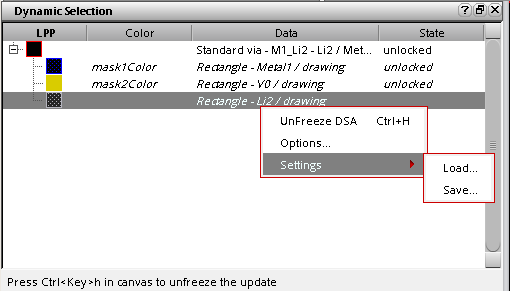 Dynamic Selection ?
LPP Color Data State
Standard via - M1_Li2 - Li2 / Met... unlocked
mask1Color Rectangle - Metal1 / drawing unlocked
mask2Color Rectangle - V0 / drawing unlocked
Rectangle - Li2 / drawing
UnFreeze DSA Ctrl+H
Options...
Settings
Load...
Save...
Press Ctrl<Key>h in canvas to unfreeze the update